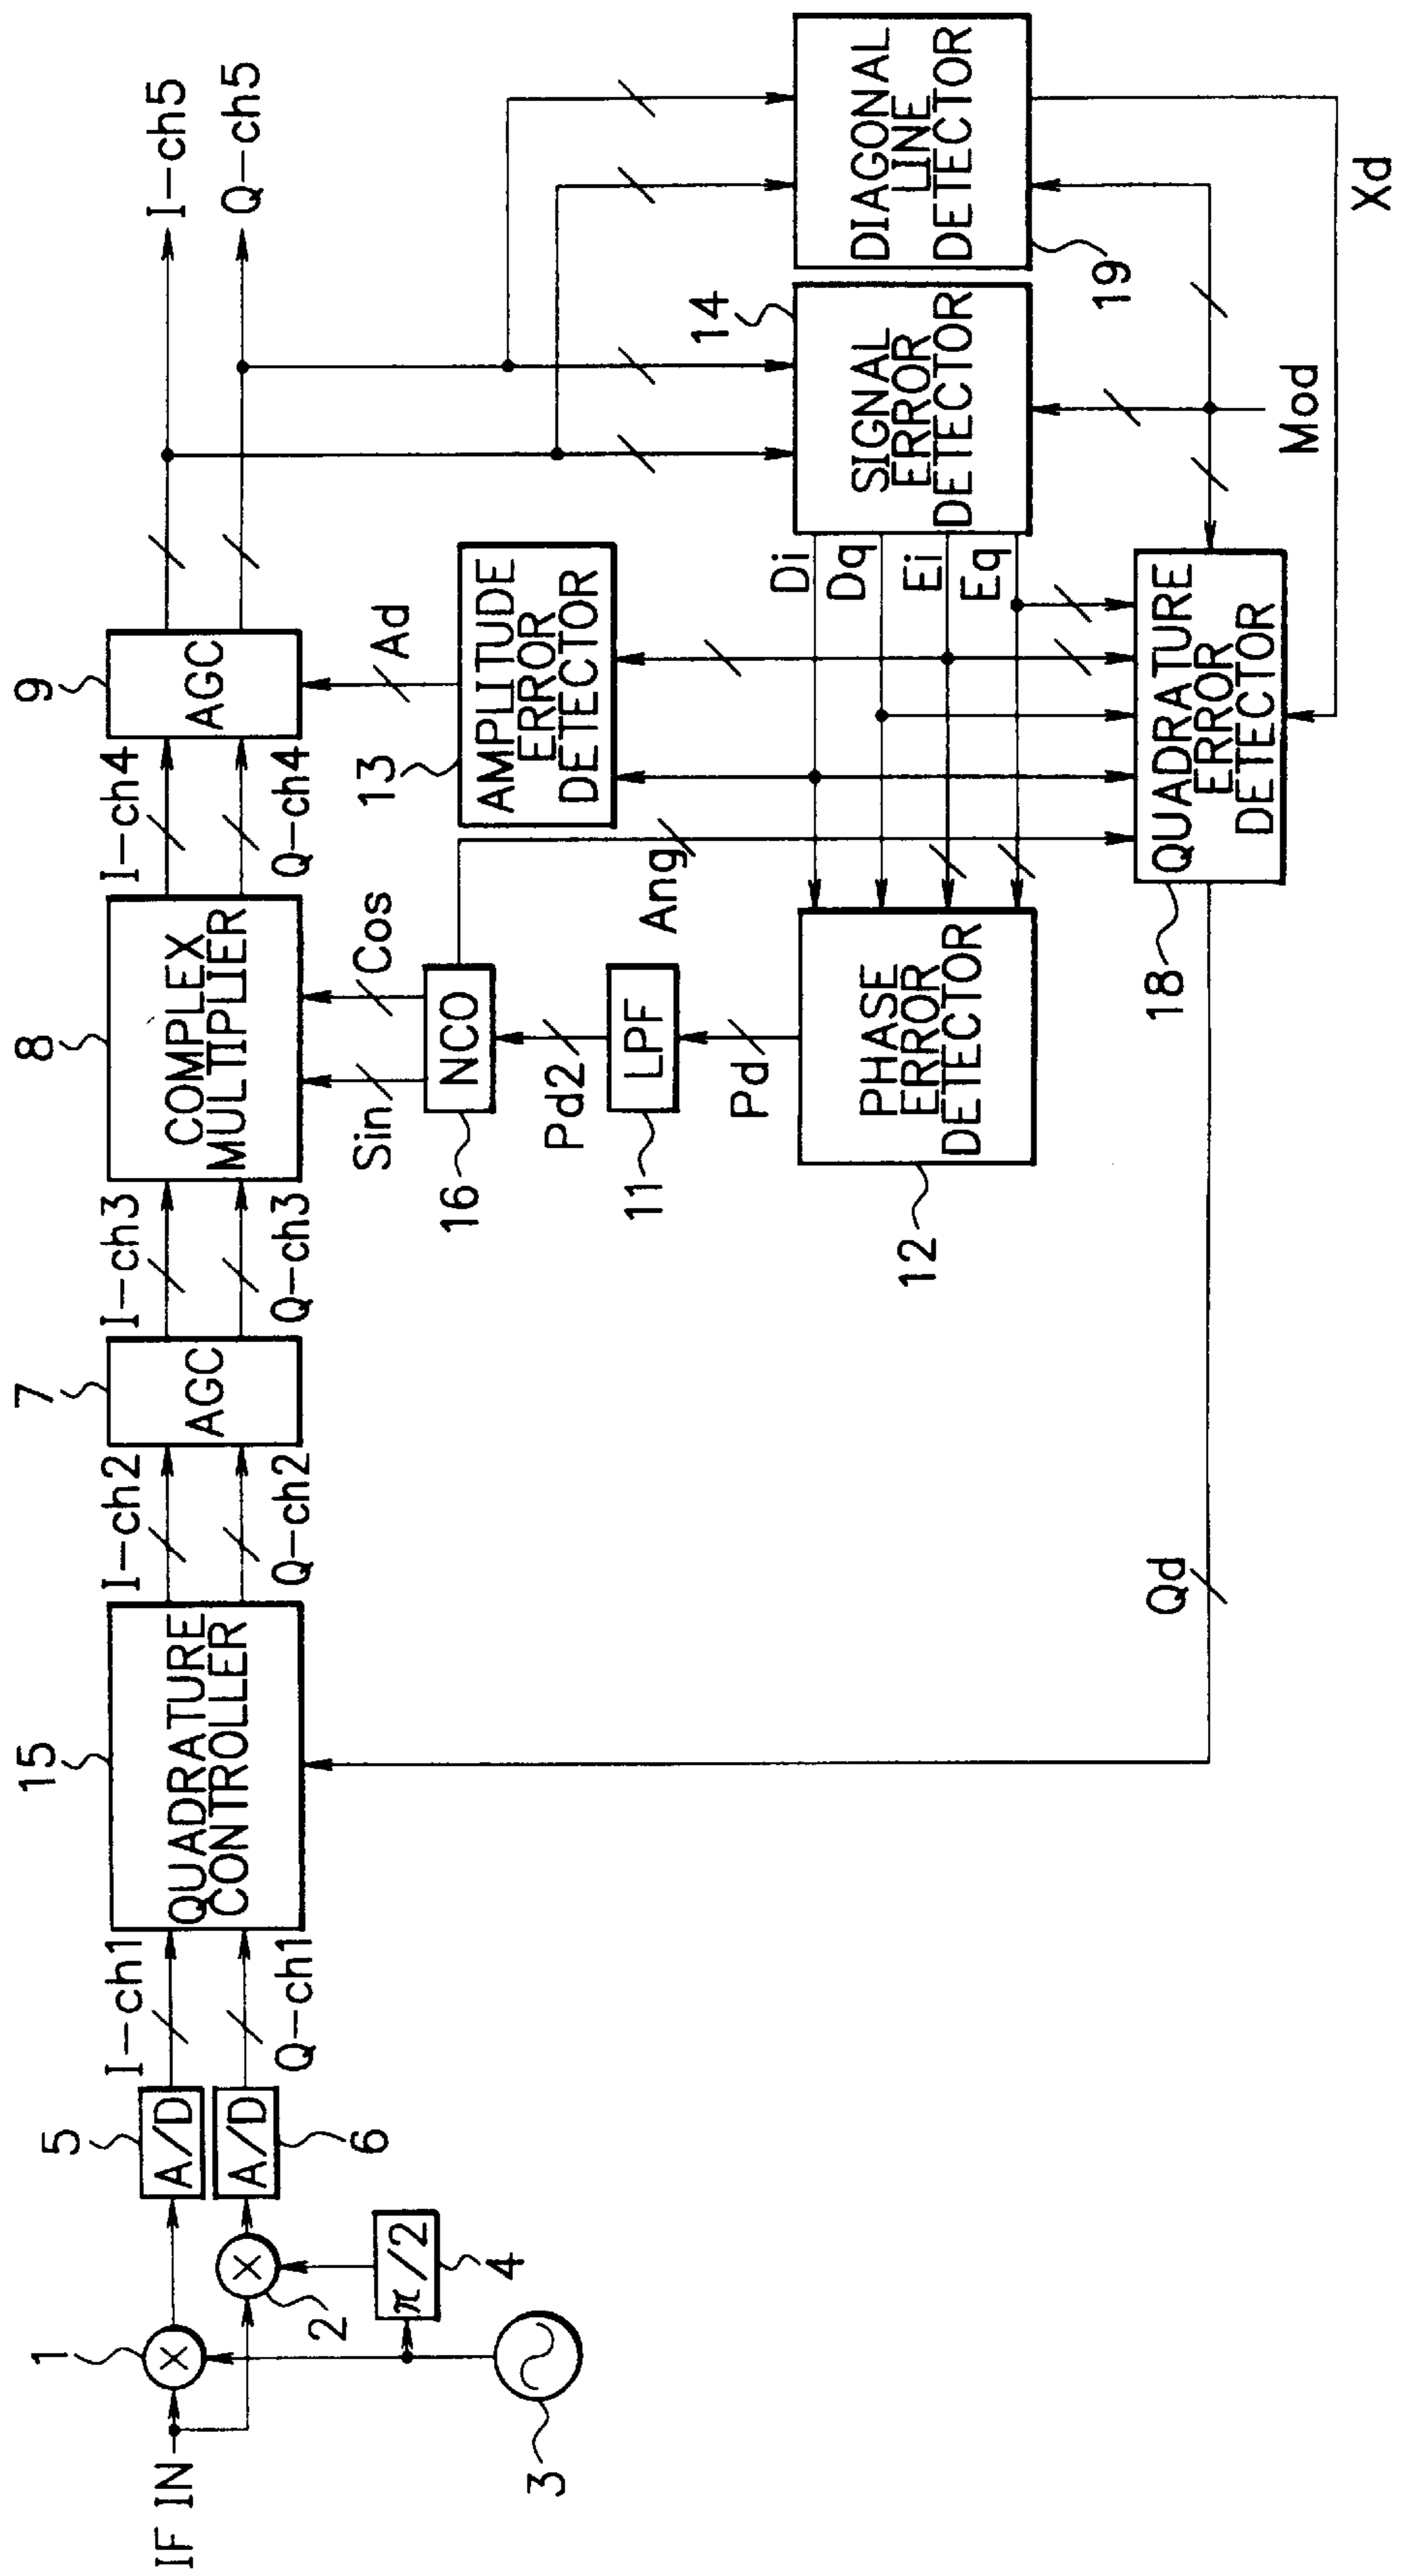 IF IN
1
2
3
π/2
4
5
A/D
A/D
6
I-ch1
Q-ch1
15
QUADRATURE
CONTROLLER
I-ch2
Q-ch2
7
AGC
I-ch3
Q-ch3
8
COMPLEX
MULTIPLIER
I-ch4
Q-ch4
9
AGC
I-ch5
Q-ch5
Sin
Cos
16
NCO
Ang
Pd2
11
LPF
Pd
12
PHASE
ERROR
DETECTOR
Ad
13
AMPLITUDE
ERROR
DETECTOR
Di
Dq
Ei
Eq
14
SIGNAL
ERROR
DETECTOR
DIAGONAL
LINE
DETECTOR
19
Qd
18
QUADRATURE
ERROR
DETECTOR
Mod
Xd